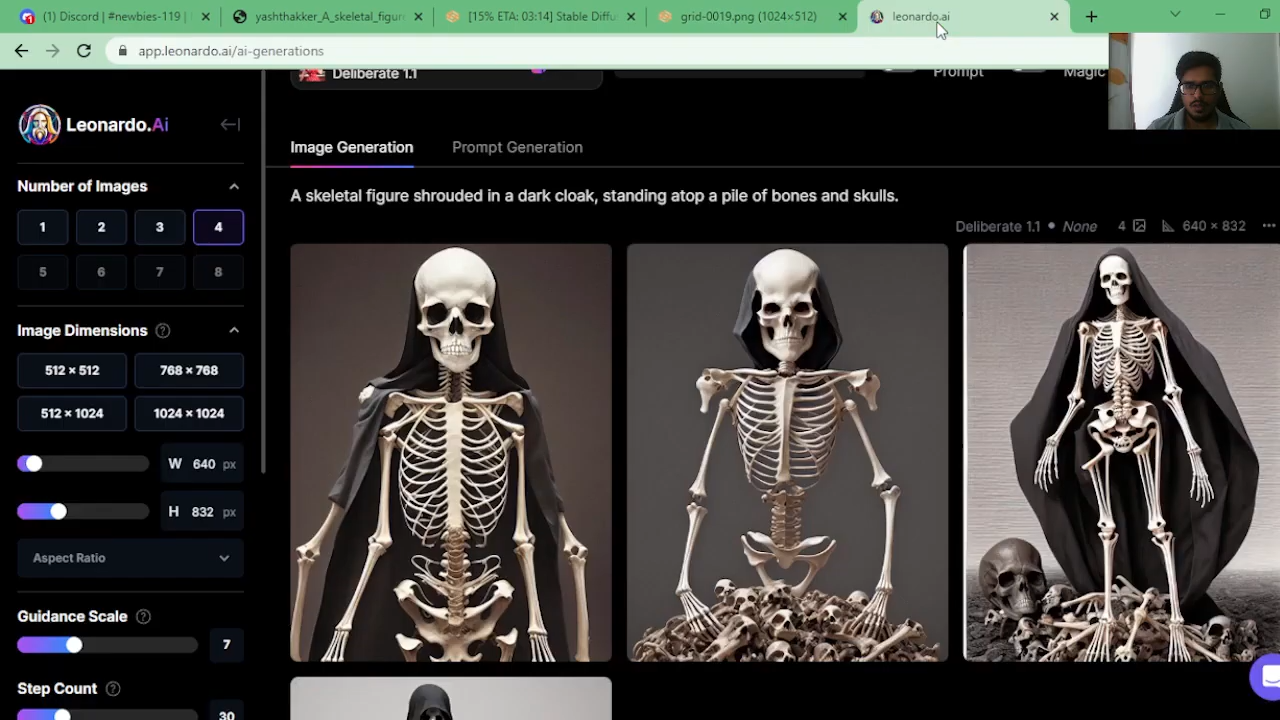 (1) Discord | #newbies-119 |
yashthakker_A_skeletal_figur
[15% ETA: 03:14] Stable Diffu
grid-0019.png (1024×512)
leonardo.ai
app.leonardo.ai/ai-generations
Deliberate 1.1
Prompt
Magic
Leonardo.Ai
Image Generation
Prompt Generation
Number of Images
A skeletal figure shrouded in a dark cloak, standing atop a pile of bones and skulls.
1 2 3 4
Deliberate 1.1 • None 4 640 × 832
5 6 7 8
Image Dimensions
512 × 512
768 × 768
512 × 1024
1024 × 1024
W 640 px
H 832 px
Aspect Ratio
Guidance Scale
7
Step Count
30